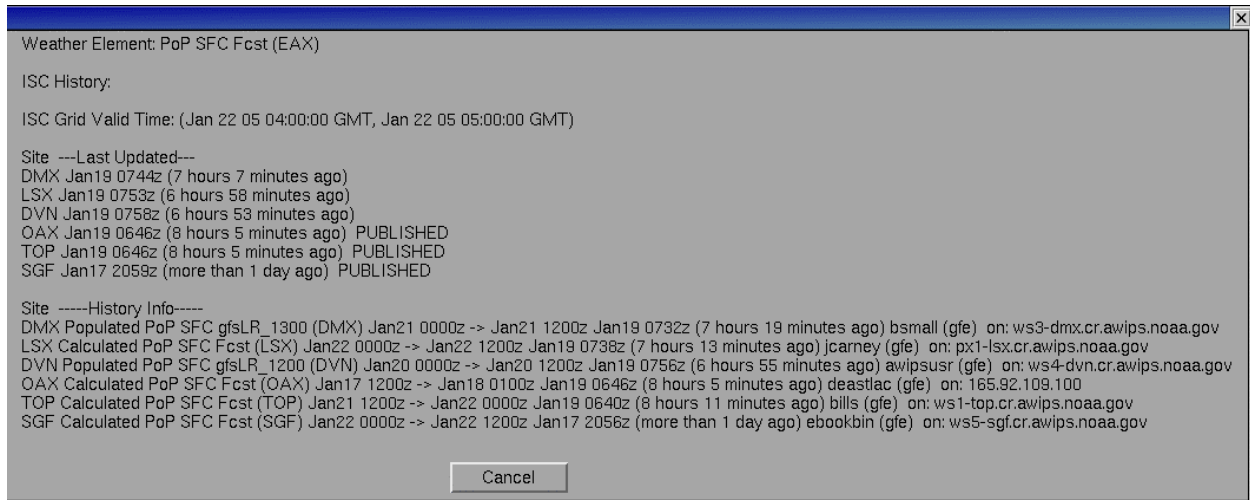 Weather Element: PoP SFC Fcst (EAX)
ISC History:
ISC Grid Valid Time: (Jan 22 05 04:00:00 GMT, Jan 22 05 05:00:00 GMT)
Site ---Last Updated---
DMX Jan19 0744z (7 hours 7 minutes ago)
LSX Jan19 0753z (6 hours 58 minutes ago)
DVN Jan19 0758z (6 hours 53 minutes ago)
OAX Jan19 0646z (8 hours 5 minutes ago) PUBLISHED
TOP Jan19 0646z (8 hours 5 minutes ago) PUBLISHED
SGF Jan17 2059z (more than 1 day ago) PUBLISHED
Site -----History Info-----
DMX Populated PoP SFC gfsLR_1300 (DMX) Jan21 0000z -> Jan21 1200z Jan19 0732z (7 hours 19 minutes ago) bsmall (gfe) on: ws3-dmx.cr.awips.noaa.gov
LSX Calculated PoP SFC Fcst (LSX) Jan22 0000z -> Jan22 1200z Jan19 0738z (7 hours 13 minutes ago) jcarney (gfe) on: px1-lsx.cr.awips.noaa.gov
DVN Populated PoP SFC gfsLR_1200 (DVN) Jan20 0000z -> Jan20 1200z Jan19 0756z (6 hours 55 minutes ago) awipsusr (gfe) on: ws4-dvn.cr.awips.noaa.gov
OAX Calculated PoP SFC Fcst (OAX) Jan17 1200z -> Jan18 0100z Jan19 0646z (8 hours 5 minutes ago) deastlac (gfe) on: 165.92.109.100
TOP Calculated PoP SFC Fcst (TOP) Jan21 1200z -> Jan22 0000z Jan19 0640z (8 hours 11 minutes ago) bills (gfe) on: ws1-top.cr.awips.noaa.gov
SGF Calculated PoP SFC Fcst (SGF) Jan22 0000z -> Jan22 1200z Jan17 2056z (more than 1 day ago) ebookbin (gfe) on: ws5-sgf.cr.awips.noaa.gov
Cancel